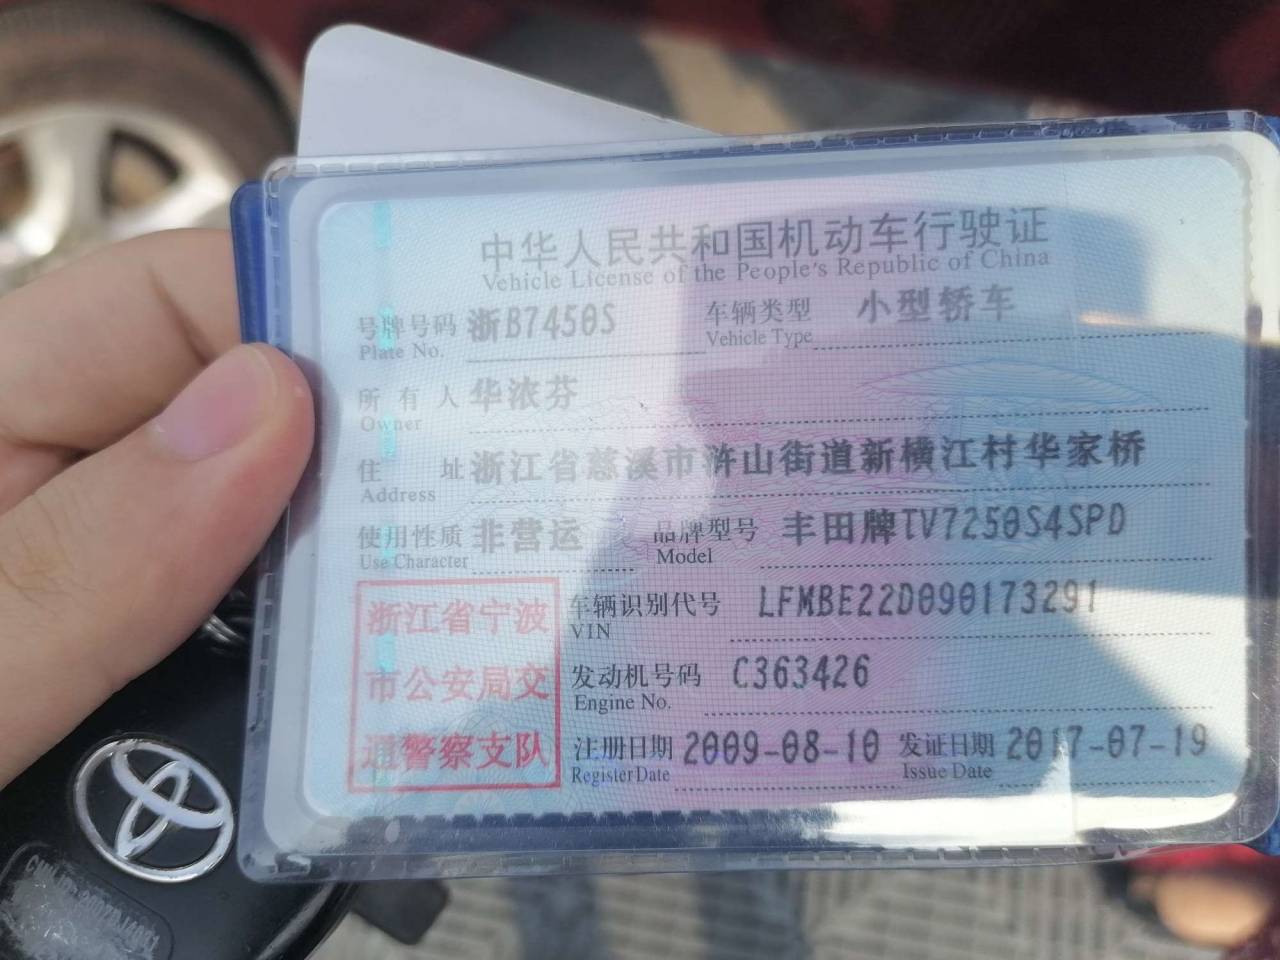 中华人民共和国机动车行驶证
Vehicle License of the People's Republic of China
号牌号码 浙B7450S 车辆类型 小型轿车
Plate No. Vehicle Type
所有人 华浓芬
Owner
住址 浙江省慈溪市浒山街道新横江村华家桥
Address
使用性质 非营运 品牌型号 丰田牌TV7250S4SPD
Use Character Model
浙江省宁波 车辆识别代号 LFMBE22D090173291
VIN
市公安局交 发动机号码 C363426
Engine No.
通警察支队 注册日期 2009-08-10 发证日期 2017-07-19
Register Date Issue Date